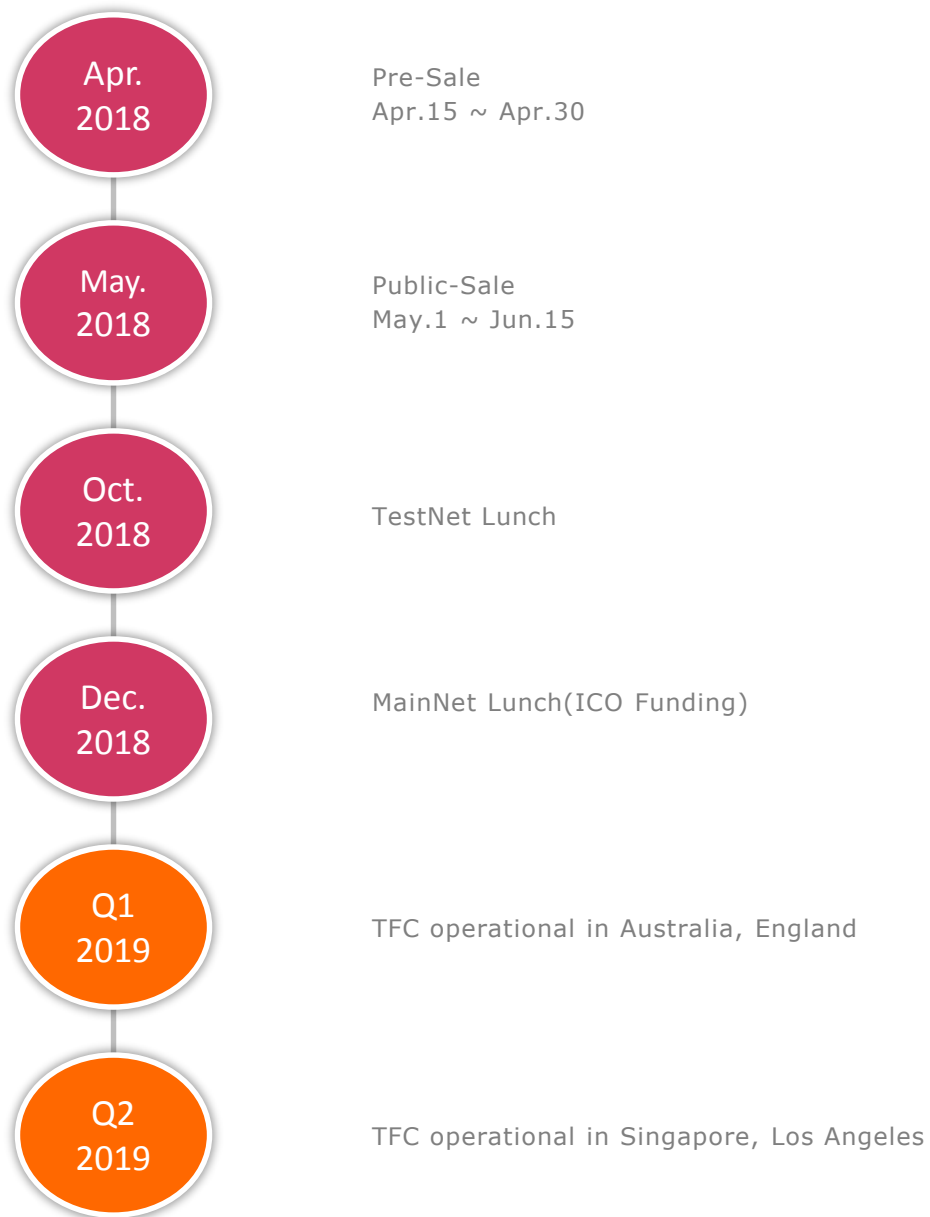 Apr.
2018
Pre-Sale
Apr.15 ~ Apr.30
May.
2018
Public-Sale
May.1 ~ Jun.15
Oct.
2018
TestNet Lunch
Dec.
2018
MainNet Lunch(ICO Funding)
Q1
2019
TFC operational in Australia, England
Q2
2019
TFC operational in Singapore, Los Angeles